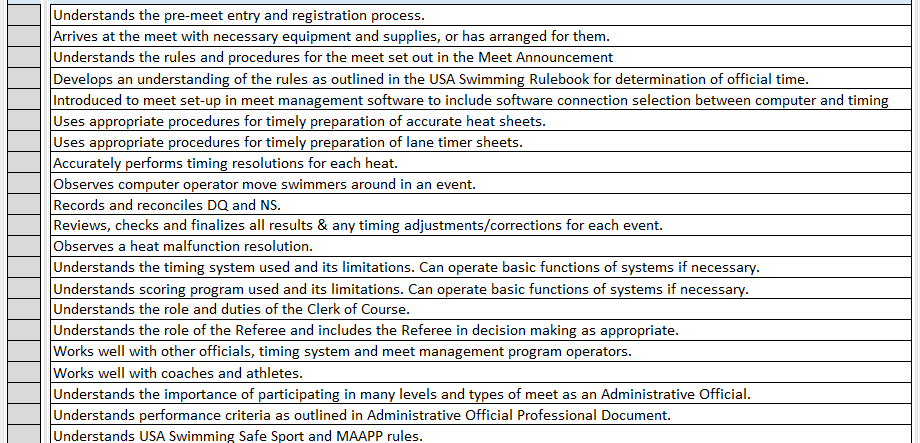 Understands the pre-meet entry and registration process.
Arrives at the meet with necessary equipment and supplies, or has arranged for them.
Understands the rules and procedures for the meet set out in the Meet Announcement
Develops an understanding of the rules as outlined in the USA Swimming Rulebook for determination of official time.
Introduced to meet set-up in meet management software to include software connection selection between computer and timing
Uses appropriate procedures for timely preparation of accurate heat sheets.
Uses appropriate procedures for timely preparation of lane timer sheets.
Accurately performs timing resolutions for each heat.
Observes computer operator move swimmers around in an event.
Records and reconciles DQ and NS.
Reviews, checks and finalizes all results & any timing adjustments/corrections for each event.
Observes a heat malfunction resolution.
Understands the timing system used and its limitations. Can operate basic functions of systems if necessary.
Understands scoring program used and its limitations. Can operate basic functions of systems if necessary.
Understands the role and duties of the Clerk of Course.
Understands the role of the Referee and includes the Referee in decision making as appropriate.
Works well with other officials, timing system and meet management program operators.
Works well with coaches and athletes.
Understands the importance of participating in many levels and types of meet as an Administrative Official.
Understands performance criteria as outlined in Administrative Official Professional Document.
Understands USA Swimming Safe Sport and MAAPP rules.